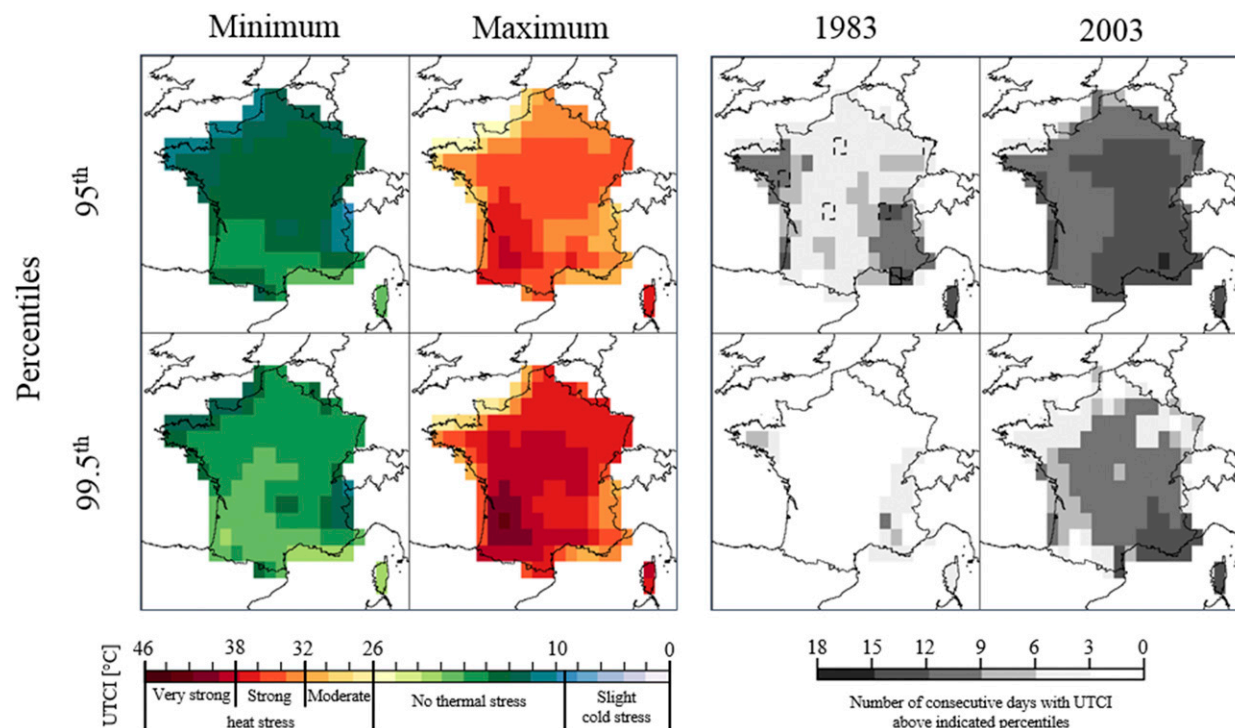 Minimum Maximum 1983 2003
Percentiles
95th
99.5th
46 38 32 26 10 0
UTCI [°C]
Very strong Strong Moderate No thermal stress Slight
heat stress cold stress
18 15 12 9 6 3 0
Number of consecutive days with UTCI
above indicated percentiles